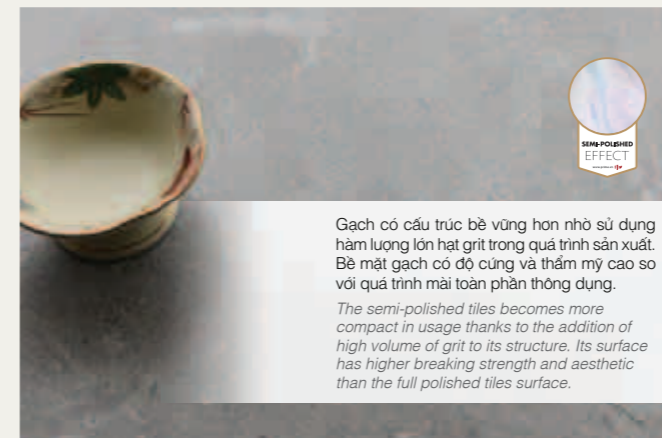 SEMI-POLISHED
EFFECT
Gạch có cấu trúc bề vững hơn nhờ sử dụng
hàm lượng lớn hạt grit trong quá trình sản xuất.
Bề mặt gạch có độ cứng và thẩm mỹ cao so
với quá trình mài toàn phần thông dụng.
The semi-polished tiles becomes more
compact in usage thanks to the addition of
high volume of grit to its structure. Its surface
has higher breaking strength and aesthetic
than the full polished tiles surface.